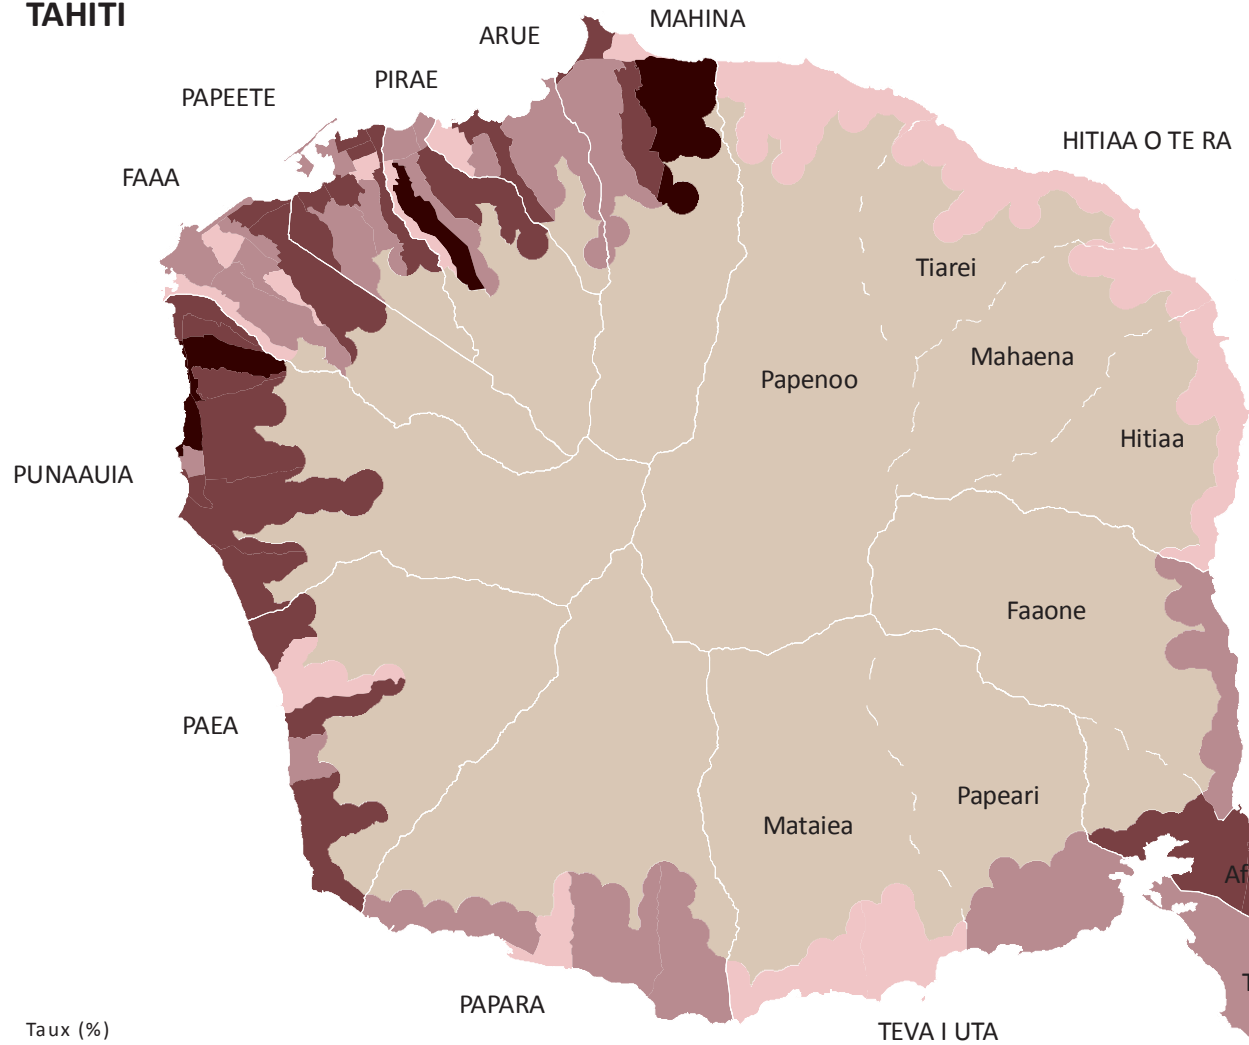 TAHITI
MAHINA
ARUE
PIRAE
PAPEETE
HITIAA O TE RA
FAAA
Tiarei
Mahaena
Papenoo
Hitiaa
PUNAAUIA
Faaone
PAEA
Papeari
Mataiea
Af
T
PAPARA
Taux (%)
TEVA I UTA